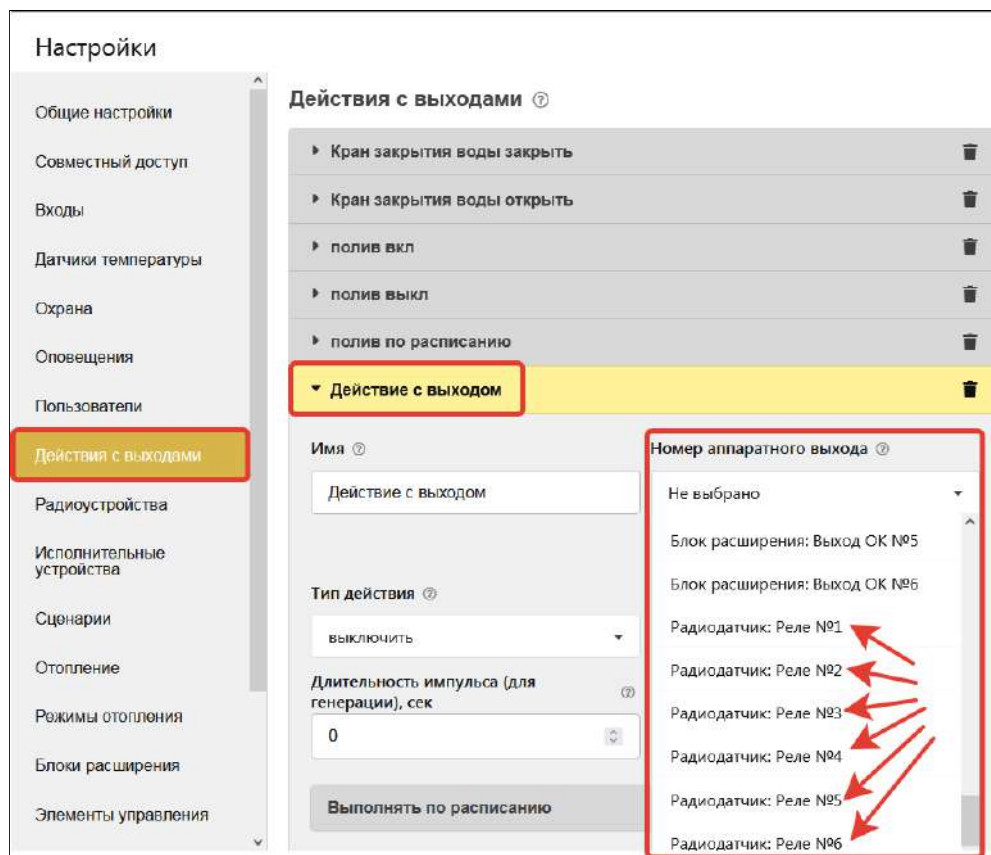 Настройки
Общие настройки
Совместный доступ
Входы
Датчики температуры
Охрана
Оповещения
Пользователи
Действия с выходами
Радиоустройства
Исполнительные
устройства
Сценарии
Отопление
Режимы отопления
Блоки расширения
Элементы управления
Действия с выходами
Кран закрытия воды закрыть
Кран закрытия воды открыть
полив вкл
полив выкл
полив по расписанию
Действие с выходом
Имя
Действие с выходом
Тип действия
выключить
Длительность импульса (для
генерации), сек
0
Выполнять по расписанию
Номер аппаратного выхода
Не выбрано
Блок расширения: Выход ОК №5
Блок расширения: Выход ОК №6
Радиодатчик: Реле №1
Радиодатчик: Реле №2
Радиодатчик: Реле №3
Радиодатчик: Реле №4
Радиодатчик: Реле №5
Радиодатчик: Реле №6